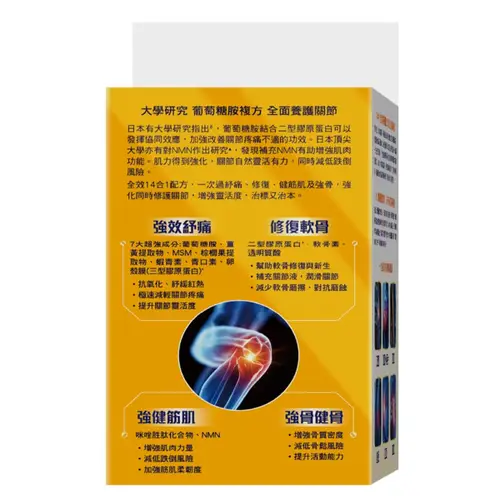 大學研究 葡萄糖胺複方 全面養護關節
日本有大學研究指出#，葡萄糖胺結合二型膠原蛋白可以
發揮協同效應，加強改善關節疼痛不適的功效。日本頂尖
大學亦有對NMN作出研究，發現補充NMN有助增強肌肉
功能。肌力得到強化，關節自然靈活有力，同時減低跌倒
風險。
全效14合1配方，一次過紓痛、修復、健筋肌及強骨，強
化同時修護關節，增強靈活度，治標又治本。
強效紓痛
7大超強成分:葡萄糖胺、薑
黃提取物、MSM、棕櫚果提
取物、蝦青素、青口素、卵
殼膜(三型膠原蛋白)
• 抗氧化、紓緩紅熱
• 極速減輕關節疼痛
• 提升關節靈活度
修復軟骨
二型膠原蛋白、軟骨素、
透明質酸
• 幫助軟骨修復與新生
• 補充關節液，潤滑關節
• 減少軟骨磨擦，對抗磨蝕
強健筋肌
咪唑胜肽化合物、NMN
• 增強肌肉力量
• 減低跌倒風險
• 加強筋肌柔韌度
強骨健骨
• 增強骨質密度
• 減低骨鬆風險
• 提升活動能力